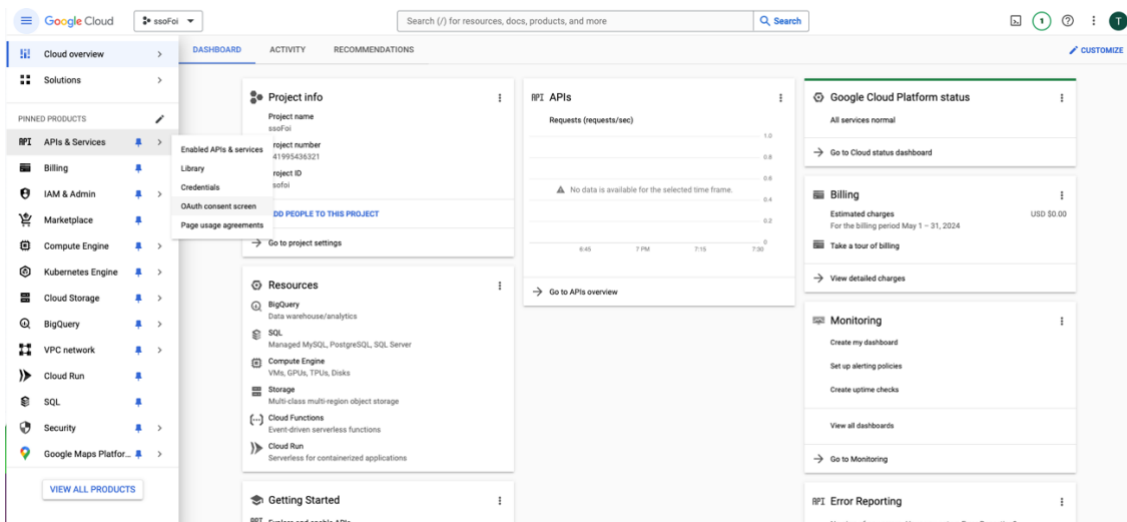 Google Cloud
ssoFoi
Search (/) for resources, docs, products, and more
Search
1
T
Cloud overview
Solutions
PINNED PRODUCTS
API APIs & Services
Billing
IAM & Admin
Marketplace
Compute Engine
Kubernetes Engine
Cloud Storage
BigQuery
VPC network
Cloud Run
SQL
Security
Google Maps Platfor...
VIEW ALL PRODUCTS
Enabled APIs & services
Library
Credentials
OAuth consent screen
Page usage agreements
DASHBOARD
ACTIVITY
RECOMMENDATIONS
CUSTOMIZE
Project info
Project name
ssoFoi
roject number
41995436321
roject ID
sofoi
DD PEOPLE TO THIS PROJECT
Go to project settings
Resources
BigQuery
Data warehouse/analytics
SQL
Managed MySQL, PostgreSQL, SQL Server
Compute Engine
VMs, GPUs, TPUs, Disks
Storage
Multi-class multi-region object storage
Cloud Functions
Event-driven serverless functions
Cloud Run
Serverless for containerized applications
Getting Started
API Explore and enable APIs
API APIs
Requests (requests/sec)
1.0
0.8
0.6
No data is available for the selected time frame.
0.4
0.2
0
6:45 7 PM 7:15 7:30
Go to APIs overview
Google Cloud Platform status
All services normal
Go to Cloud status dashboard
Billing
Estimated charges USD $0.00
For the billing period May 1 – 31, 2024
Take a tour of billing
View detailed charges
Monitoring
Create my dashboard
Set up alerting policies
Create uptime checks
View all dashboards
Go to Monitoring
API Error Reporting